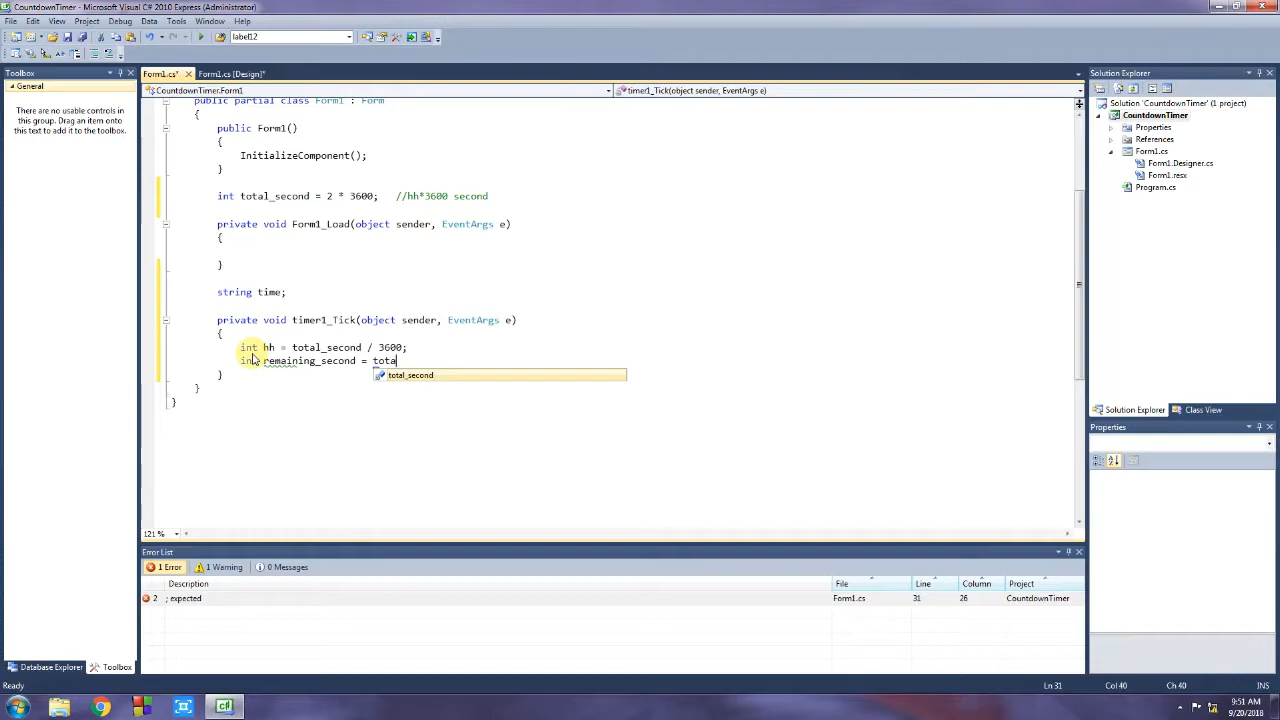 CountdownTimer - Microsoft Visual C# 2010 Express (Administrator)
File Edit View Project Debug Data Tools Window Help
label12
Toolbox
Form1.cs*
Form1.cs [Design]*
Solution Explorer
General
CountdownTimer.Form1
timer1_Tick(object sender, EventArgs e)
There are no usable controls in
this group. Drag an item onto
this text to add it to the toolbox.
Solution 'CountdownTimer' (1 project)
CountdownTimer
Properties
References
Form1.cs
Form1.Designer.cs
Form1.resx
Program.cs
public partial class Form1 : Form
{
public Form1()
{
InitializeComponent();
}
int total_second = 2 * 3600; //hh*3600 second
private void Form1_Load(object sender, EventArgs e)
{
}
string time;
private void timer1_Tick(object sender, EventArgs e)
{
int hh = total_second / 3600;
int remaining_second = tota
total_second
}
}
}
Solution Explorer Class View
Properties
121 %
Error List
1 Error 1 Warning 0 Messages
Description File Line Column Project
2 ; expected Form1.cs 31 26 CountdownTimer
Database Explorer Toolbox
Ready Ln 31 Col 40 Ch 40 INS
C#
9:51 AM
9/20/2018